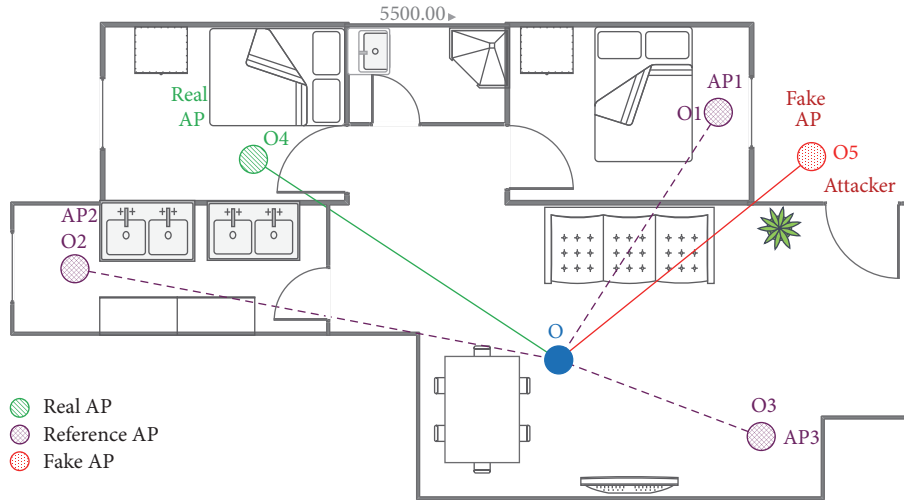 5500.00
Real
AP
O4
AP1
O1
Fake
AP
O5
Attacker
AP2
O2
O
O3
AP3
Real AP
Reference AP
Fake AP